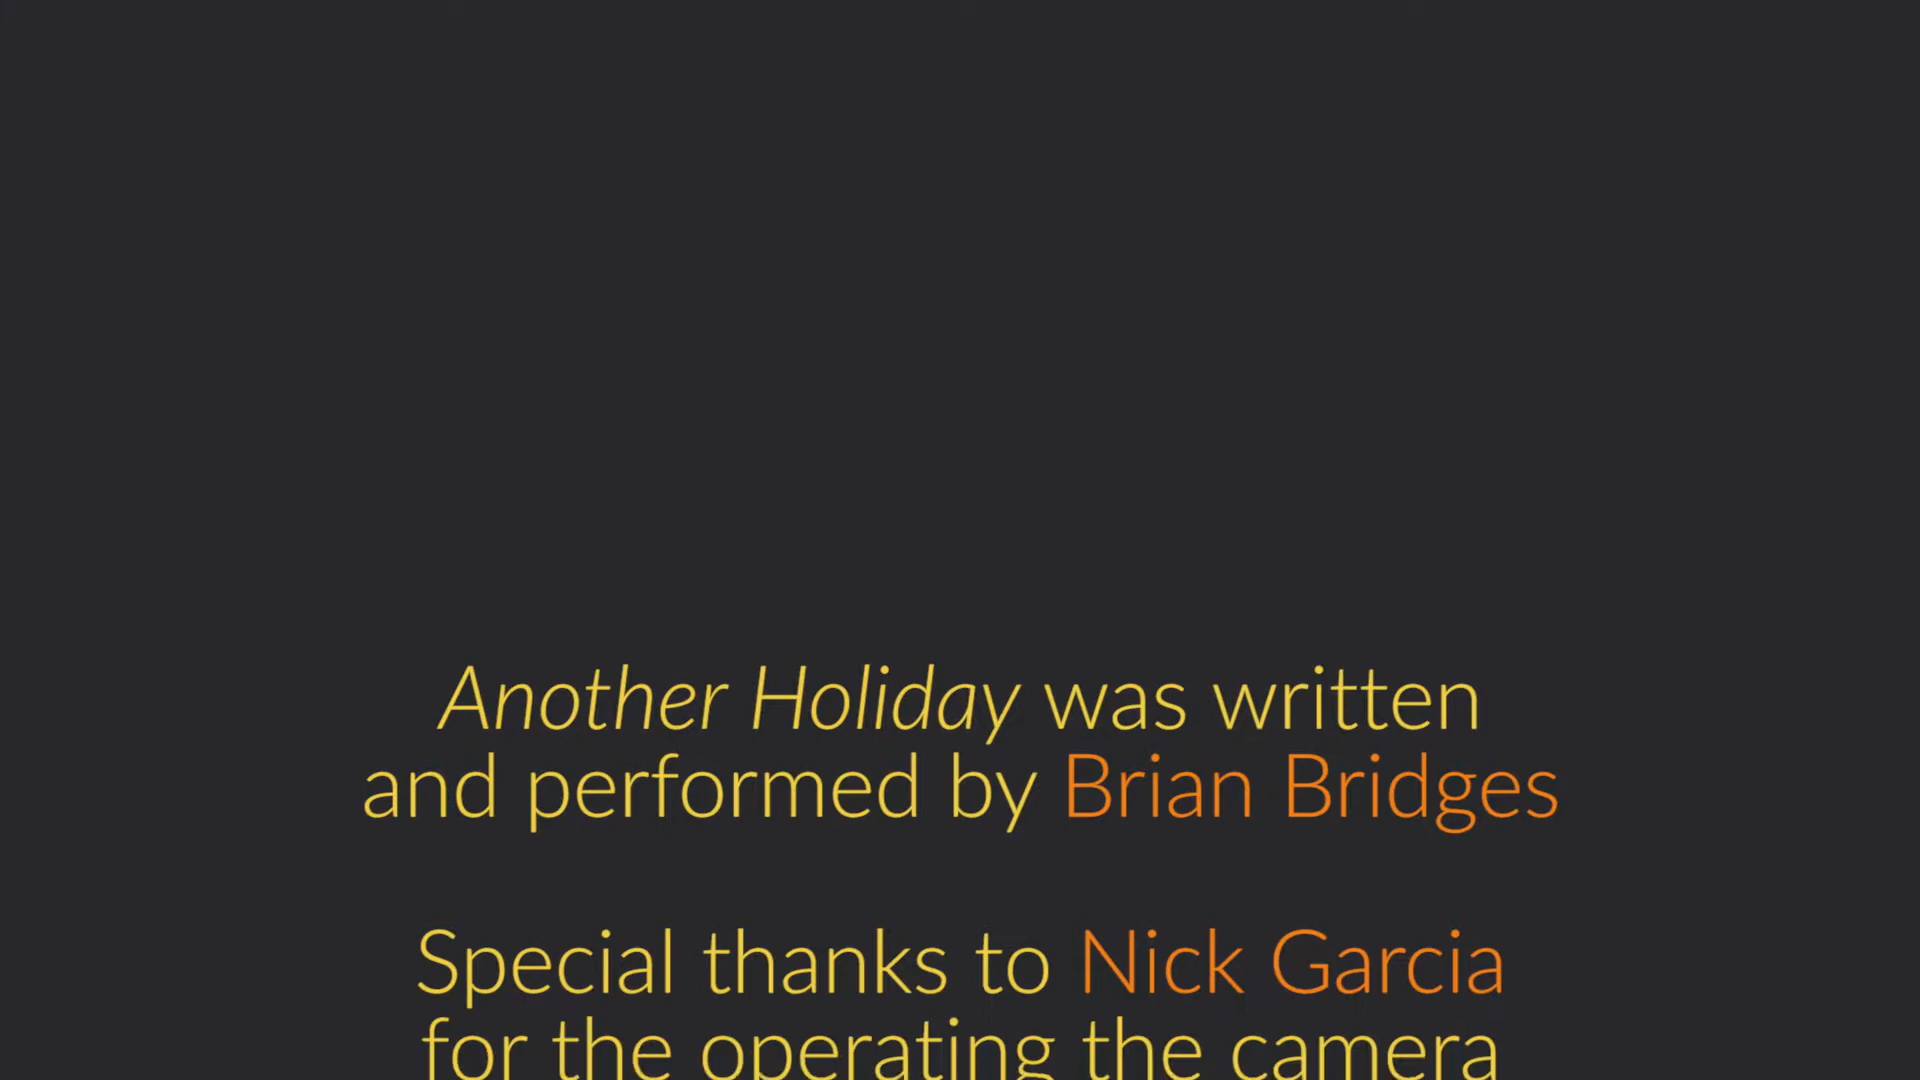 Another Holiday was written
and performed by Brian Bridges
Special thanks to Nick Garcia
for the operating the camera